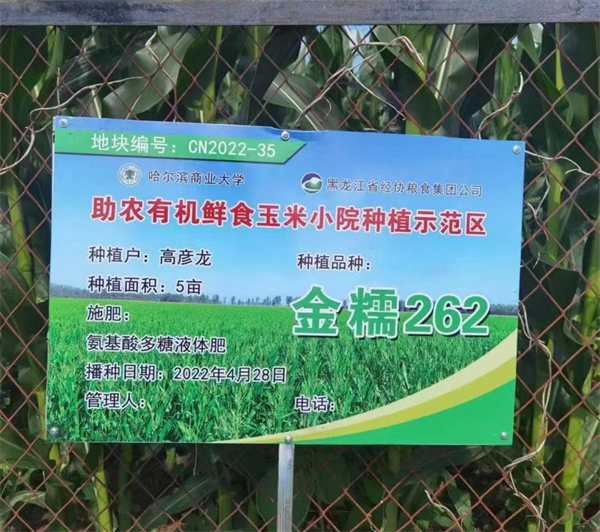 地块编号：CN2022-35
哈尔滨商业大学 黑龙江省经协粮食集团公司
助农有机鲜食玉米小院种植示范区
种植户：高彦龙 种植品种：
种植面积：5亩
金糯262
施肥：
氨基酸多糖液体肥
播种日期：2022年4月28日
管理人： 电话：